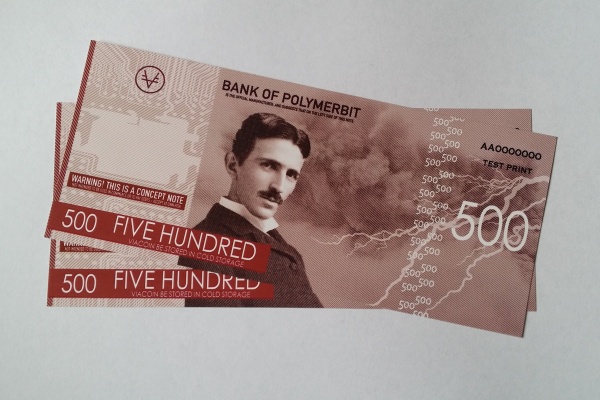 BANK OF POLYMERBIT
AA0000000
TEST PRINT
WARNING! THIS IS A CONCEPT NOTE
500
500 FIVE HUNDRED
VIACOIN BE STORED IN COLD STORAGE
500 FIVE HUNDRED
VIACOIN BE STORED IN COLD STORAGE